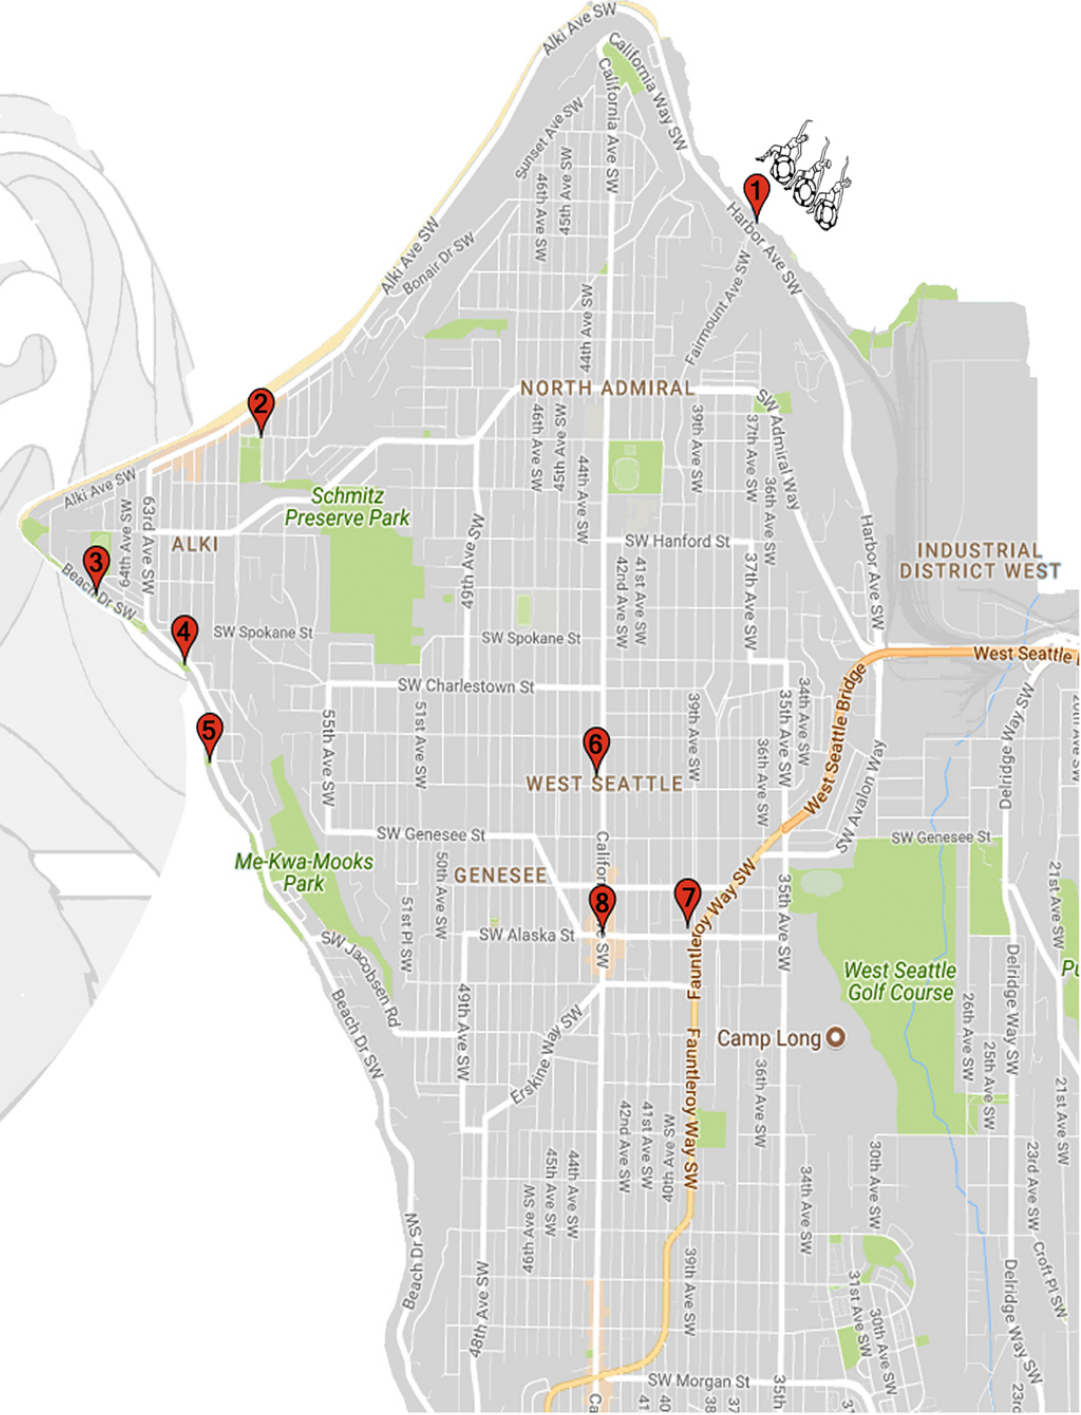 Alki Ave SW
California Way SW
California Ave SW
Sunset Ave SW
45th Ave SW
46th Ave SW
1
Harbor Ave SW
Alki Ave SW
Bonair Dr SW
Fairmount Ave SW
44th Ave SW
NORTH ADMIRAL
SW Admiral Way
2
46th Ave SW
45th Ave SW
44th Ave SW
39th Ave SW
37th Ave SW
36th Ave SW
Alki Ave SW
Schmitz
Preserve Park
63rd Ave SW
64th Ave SW
ALKI
49th Ave SW
SW Hanford St
42nd Ave SW
41st Ave SW
37th Ave SW
Harbor Ave SW
INDUSTRIAL
DISTRICT WEST
3
Beach Dr SW
4
SW Spokane St
SW Spokane St
West Seattle
SW Charlestown St
55th Ave SW
51st Ave SW
39th Ave SW
36th Ave SW
35th Ave SW
34th Ave SW
West Seattle Bridge
SW Avalon Way
Delridge Way SW
5
6
WEST SEATTLE
SW Genesee St
SW Genesee St
Me-Kwa-Mooks
Park
GENESEE
50th Ave SW
51st Pl SW
Califor
8
7
Fauntleroy Way SW
35th Ave SW
21st Ave SW
SW Alaska St
ve SW
SW Jacobsen Rd
Beach Dr SW
49th Ave SW
West Seattle
Golf Course
26th Ave SW
25th Ave SW
Delridge Way SW
Camp Long
Erskine Way SW
Fauntleroy Way SW
36th Ave SW
42nd Ave SW
41st Ave SW
40th Ave SW
21st Ave SW
23rd Ave SW
45th Ave SW
44th Ave SW
46th Ave SW
34th Ave SW
30th Ave SW
Beach Dr SW
48th Ave SW
39th Ave SW
31st Ave SW
30th Ave SW
Croft Pl SW
Delridge Way SW
SW Morgan St
Ca
41
40
38
37
35th
23rd